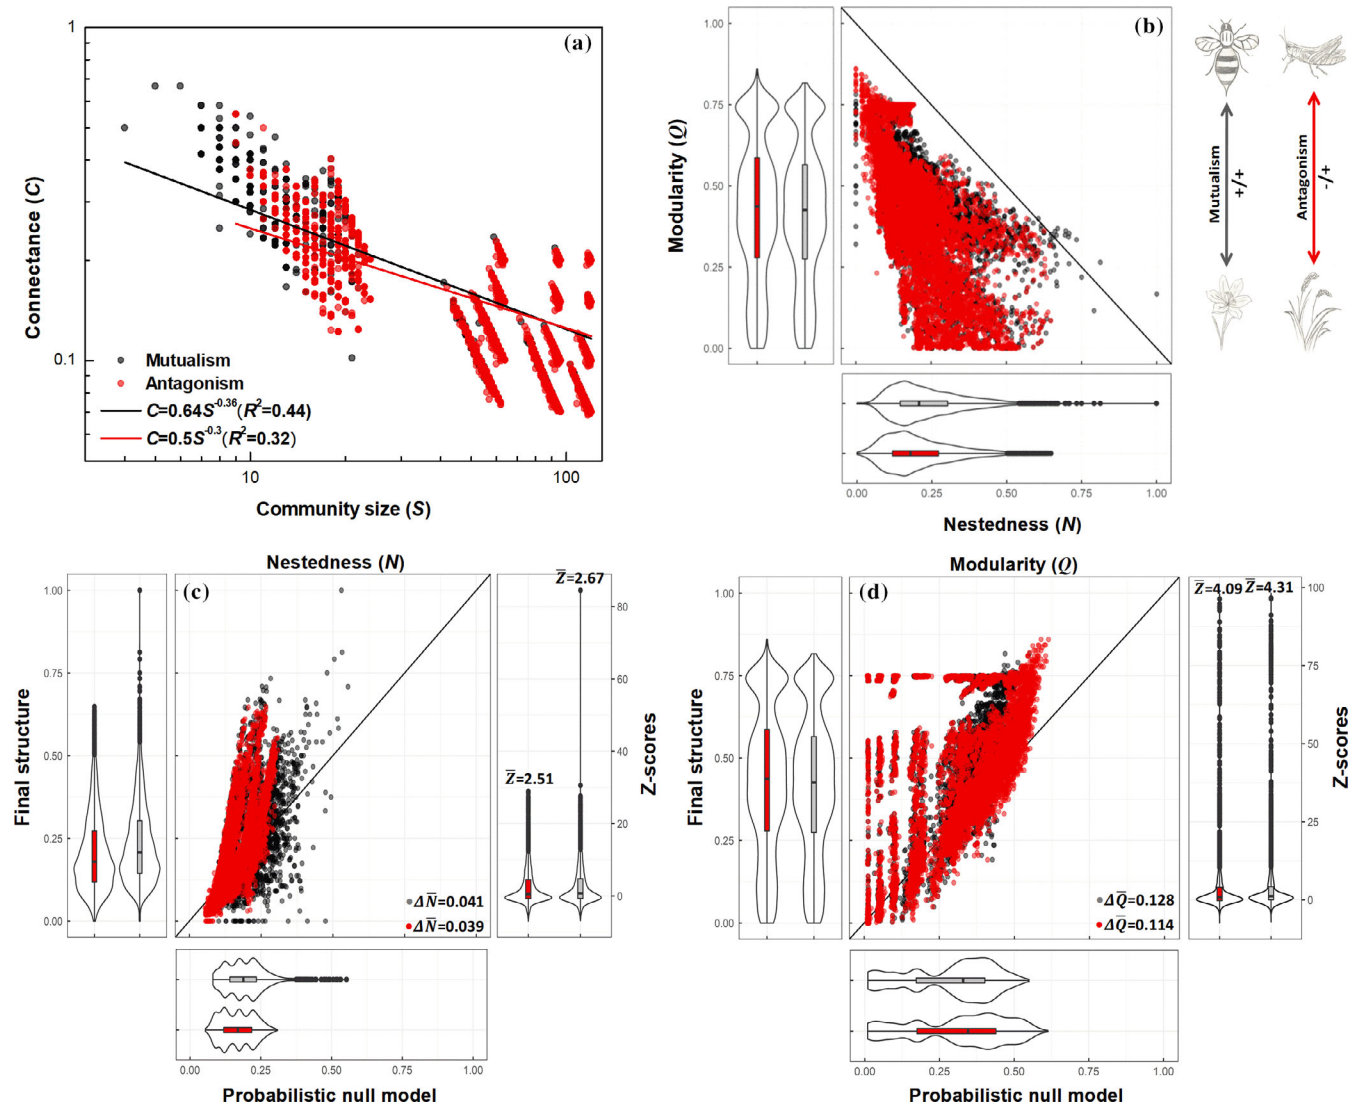 (a)
1
0.1
Connectance (C)
Mutualism
Antagonism
C=0.64S^-0.36(R^2=0.44)
C=0.5S^-0.3(R^2=0.32)
10
100
Community size (S)
(b)
1.00
0.75
0.50
0.25
0.00
Modularity (Q)
0.00
0.25
0.50
0.75
1.00
Nestedness (N)
Mutualism
+/+
Antagonism
-/+
Nestedness (N)
(c)
1.00
0.75
0.50
0.25
0.00
Final structure
ΔN̅=0.041
ΔN̅=0.039
Z̅=2.51
Z̅=2.67
80
60
40
20
0
Z-scores
0.00
0.25
0.50
0.75
1.00
Probabilistic null model
Modularity (Q)
(d)
1.00
0.75
0.50
0.25
0.00
Final structure
ΔQ̅=0.128
ΔQ̅=0.114
Z̅=4.09
Z̅=4.31
100
75
50
25
0
Z-scores
0.00
0.25
0.50
0.75
1.00
Probabilistic null model